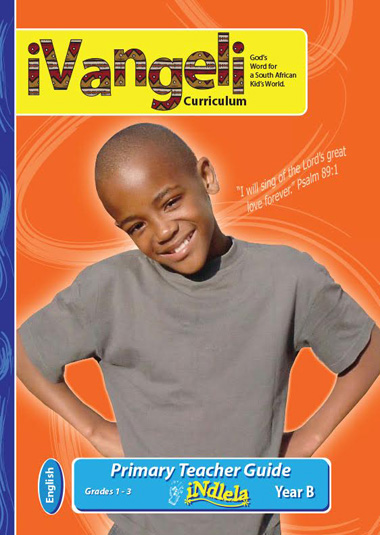 iVangeli
Curriculum
God's
Word for
a South African
Kid's World.
"I will sing of the Lord's great
love forever." Psalm 89:1
English
Primary Teacher Guide
Grades 1 - 3
iNdlela
Year B